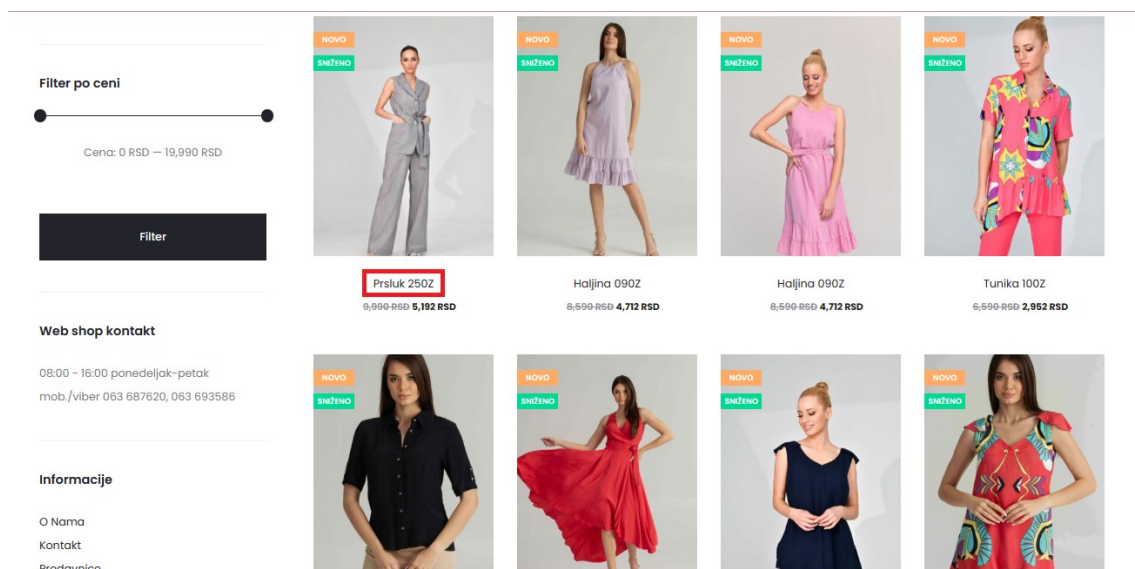 Filter po ceni
Cena: 0 RSD — 19,990 RSD
Filter
Web shop kontakt
08:00 - 16:00 ponedeljak-petak
mob./viber 063 687620, 063 693586
Informacije
O Nama
Kontakt
Prodavnice
NOVO
SNIŽENO
Prsluk 250Z
9,990 RSD 5,192 RSD
NOVO
SNIŽENO
Haljina 090Z
8,590 RSD 4,712 RSD
NOVO
SNIŽENO
Haljina 090Z
8,590 RSD 4,712 RSD
NOVO
SNIŽENO
Tunika 100Z
6,590 RSD 2,952 RSD
NOVO
SNIŽENO
NOVO
SNIŽENO
NOVO
SNIŽENO
NOVO
SNIŽENO